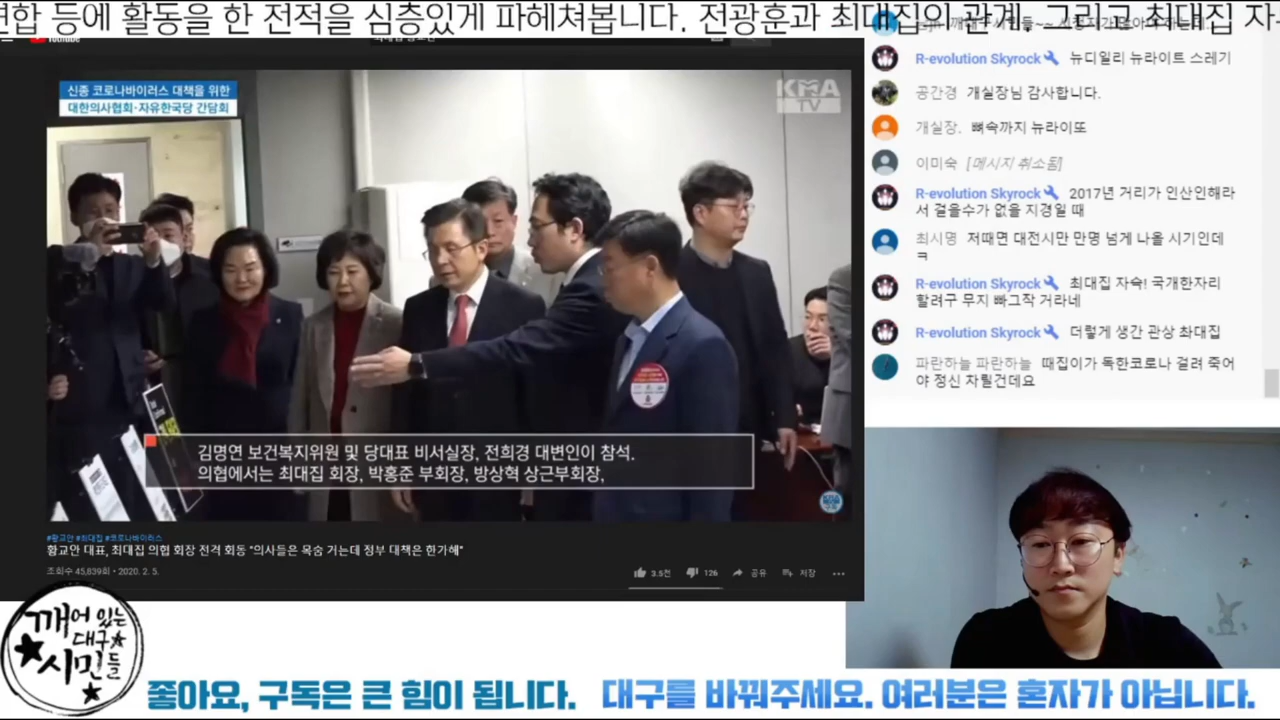 연합 등에 활동을 한 전적을 심층있게 파헤쳐봅니다. 전광훈과 최대집의 관계. 그리고 최대집 자
신종 코로나바이러스 대책을 위한
대한의사협회·자유한국당 간담회
KMA
TV
김명연 보건복지위원 및 당대표 비서실장, 전희경 대변인이 참석.
의협에서는 최대집 회장, 박홍준 부회장, 방상혁 상근부회장,
#황교안 #최대집 #코로나바이러스
황교안 대표, 최대집 의협 회장 전격 회동 "의사들은 목숨 거는데 정부 대책은 한가해"
조회수 45,839회 • 2020. 2. 5.
3.5천 126 공유 저장
R-evolution Skyrock 뉴디일리 뉴라이트 스레기
공간경 개실장님 감사합니다.
개실장. 뼈속까지 뉴라이또
이미숙 [메시지 취소됨]
R-evolution Skyrock 2017년 거리가 인산인해라
서 걸을수가 없을 지경일 때
최시명 저때면 대전시만 만명 넘게 나올 시기인데
ㅋ
R-evolution Skyrock 최대집 자슥! 국개한자리
할려구 무지 빠그작 거라네
R-evolution Skyrock 더렇게 생간 관상 촤대집
파란하늘 파란하늘 때집이가 독한코로나 걸려 죽어
야 정신 차릴건데요
깨어 있는
대구
시민들
좋아요, 구독은 큰 힘이 됩니다. 대구를 바꿔주세요. 여러분은 혼자가 아닙니다.